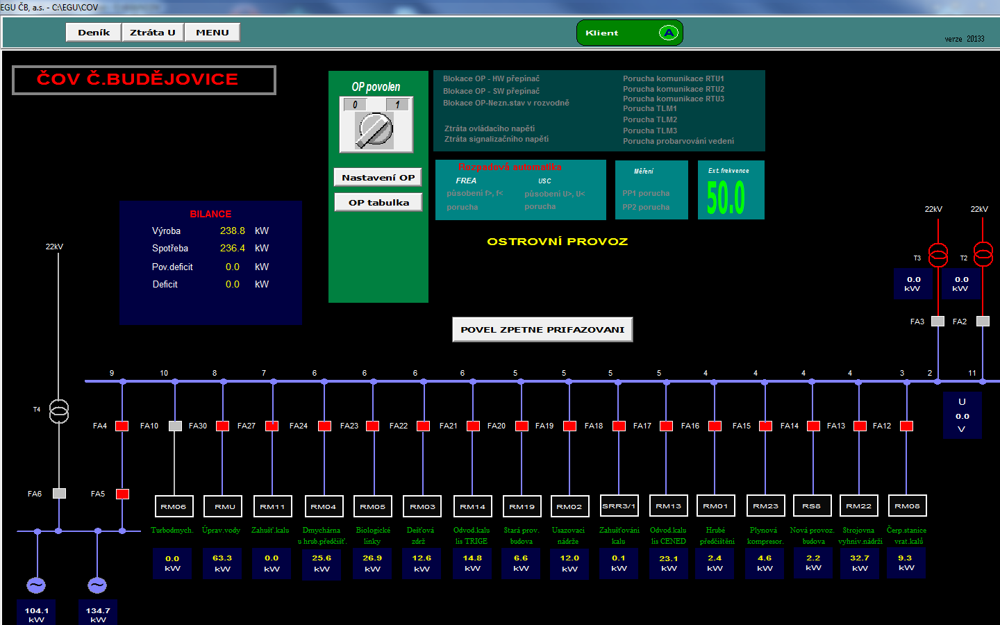 EGU ČB, a.s. - C:\EGU\COV
Deník
Ztráta U
MENU
Klient
A
verze 20133
ČOV Č.BUDĚJOVICE
OP povolen
0
1
Nastavení OP
OP tabulka
Blokace OP - HW přepínač
Blokace OP - SW přepínač
Blokace OP-Nezn.stav v rozvodně
Ztráta ovládacího napětí
Ztráta signalizačního napětí
Porucha komunikace RTU1
Porucha komunikace RTU2
Porucha komunikace RTU3
Porucha TLM1
Porucha TLM2
Porucha TLM3
Porucha probarvování vedení
Rozpadová automatika
FREA
USC
působení f>, f<
působení U>, U<
porucha
porucha
Měření
PP1 porucha
PP2 porucha
Ext.frekvence
50.0
BILANCE
Výroba 238.8 kW
Spotřeba 236.4 kW
Pov.deficit 0.0 kW
Deficit 0.0 kW
OSTROVNÍ PROVOZ
POVEL ZPETNE PRIFAZOVANI
22kV
22kV
22kV
T3
T2
0.0
kW
0.0
kW
FA3
FA2
9 10 8 7 6 6 6 6 5 5 5 5 4 4 4 3 2 11
T4
U
0.0
V
FA4 FA10 FA30 FA27 FA24 FA23 FA22 FA21 FA20 FA19 FA18 FA17 FA16 FA15 FA14 FA13 FA12
FA6
FA5
RM06 RMU RM11 RM04 RM05 RM03 RM14 RM19 RM02 SRR3/1 RM13 RM01 RM23 RS8 RM22 RM08
Turbodmych.
Úprav.vody
Zahušť.kalu
Dmychárna
u hrub.předčišť.
Biologické
linky
Dešťová
zdrž
Odvod.kalu
lis TRIGE
Stará prov.
budova
Usazovací
nádrže
Zahušťování
kalu
Odvod.kalu
lis CENED
Hrubé
předčištění
Plynová
kompresor.
Nová provoz.
budova
Strojovna
vyhniv.nádrží
Čerp.stanice
vrat.kalů
0.0 63.3 0.0 25.6 26.9 12.6 14.8 6.6 12.0 0.1 23.1 2.4 4.6 2.2 32.7 9.3
kW kW kW kW kW kW kW kW kW kW kW kW kW kW kW kW
104.1
kW
134.7
kW